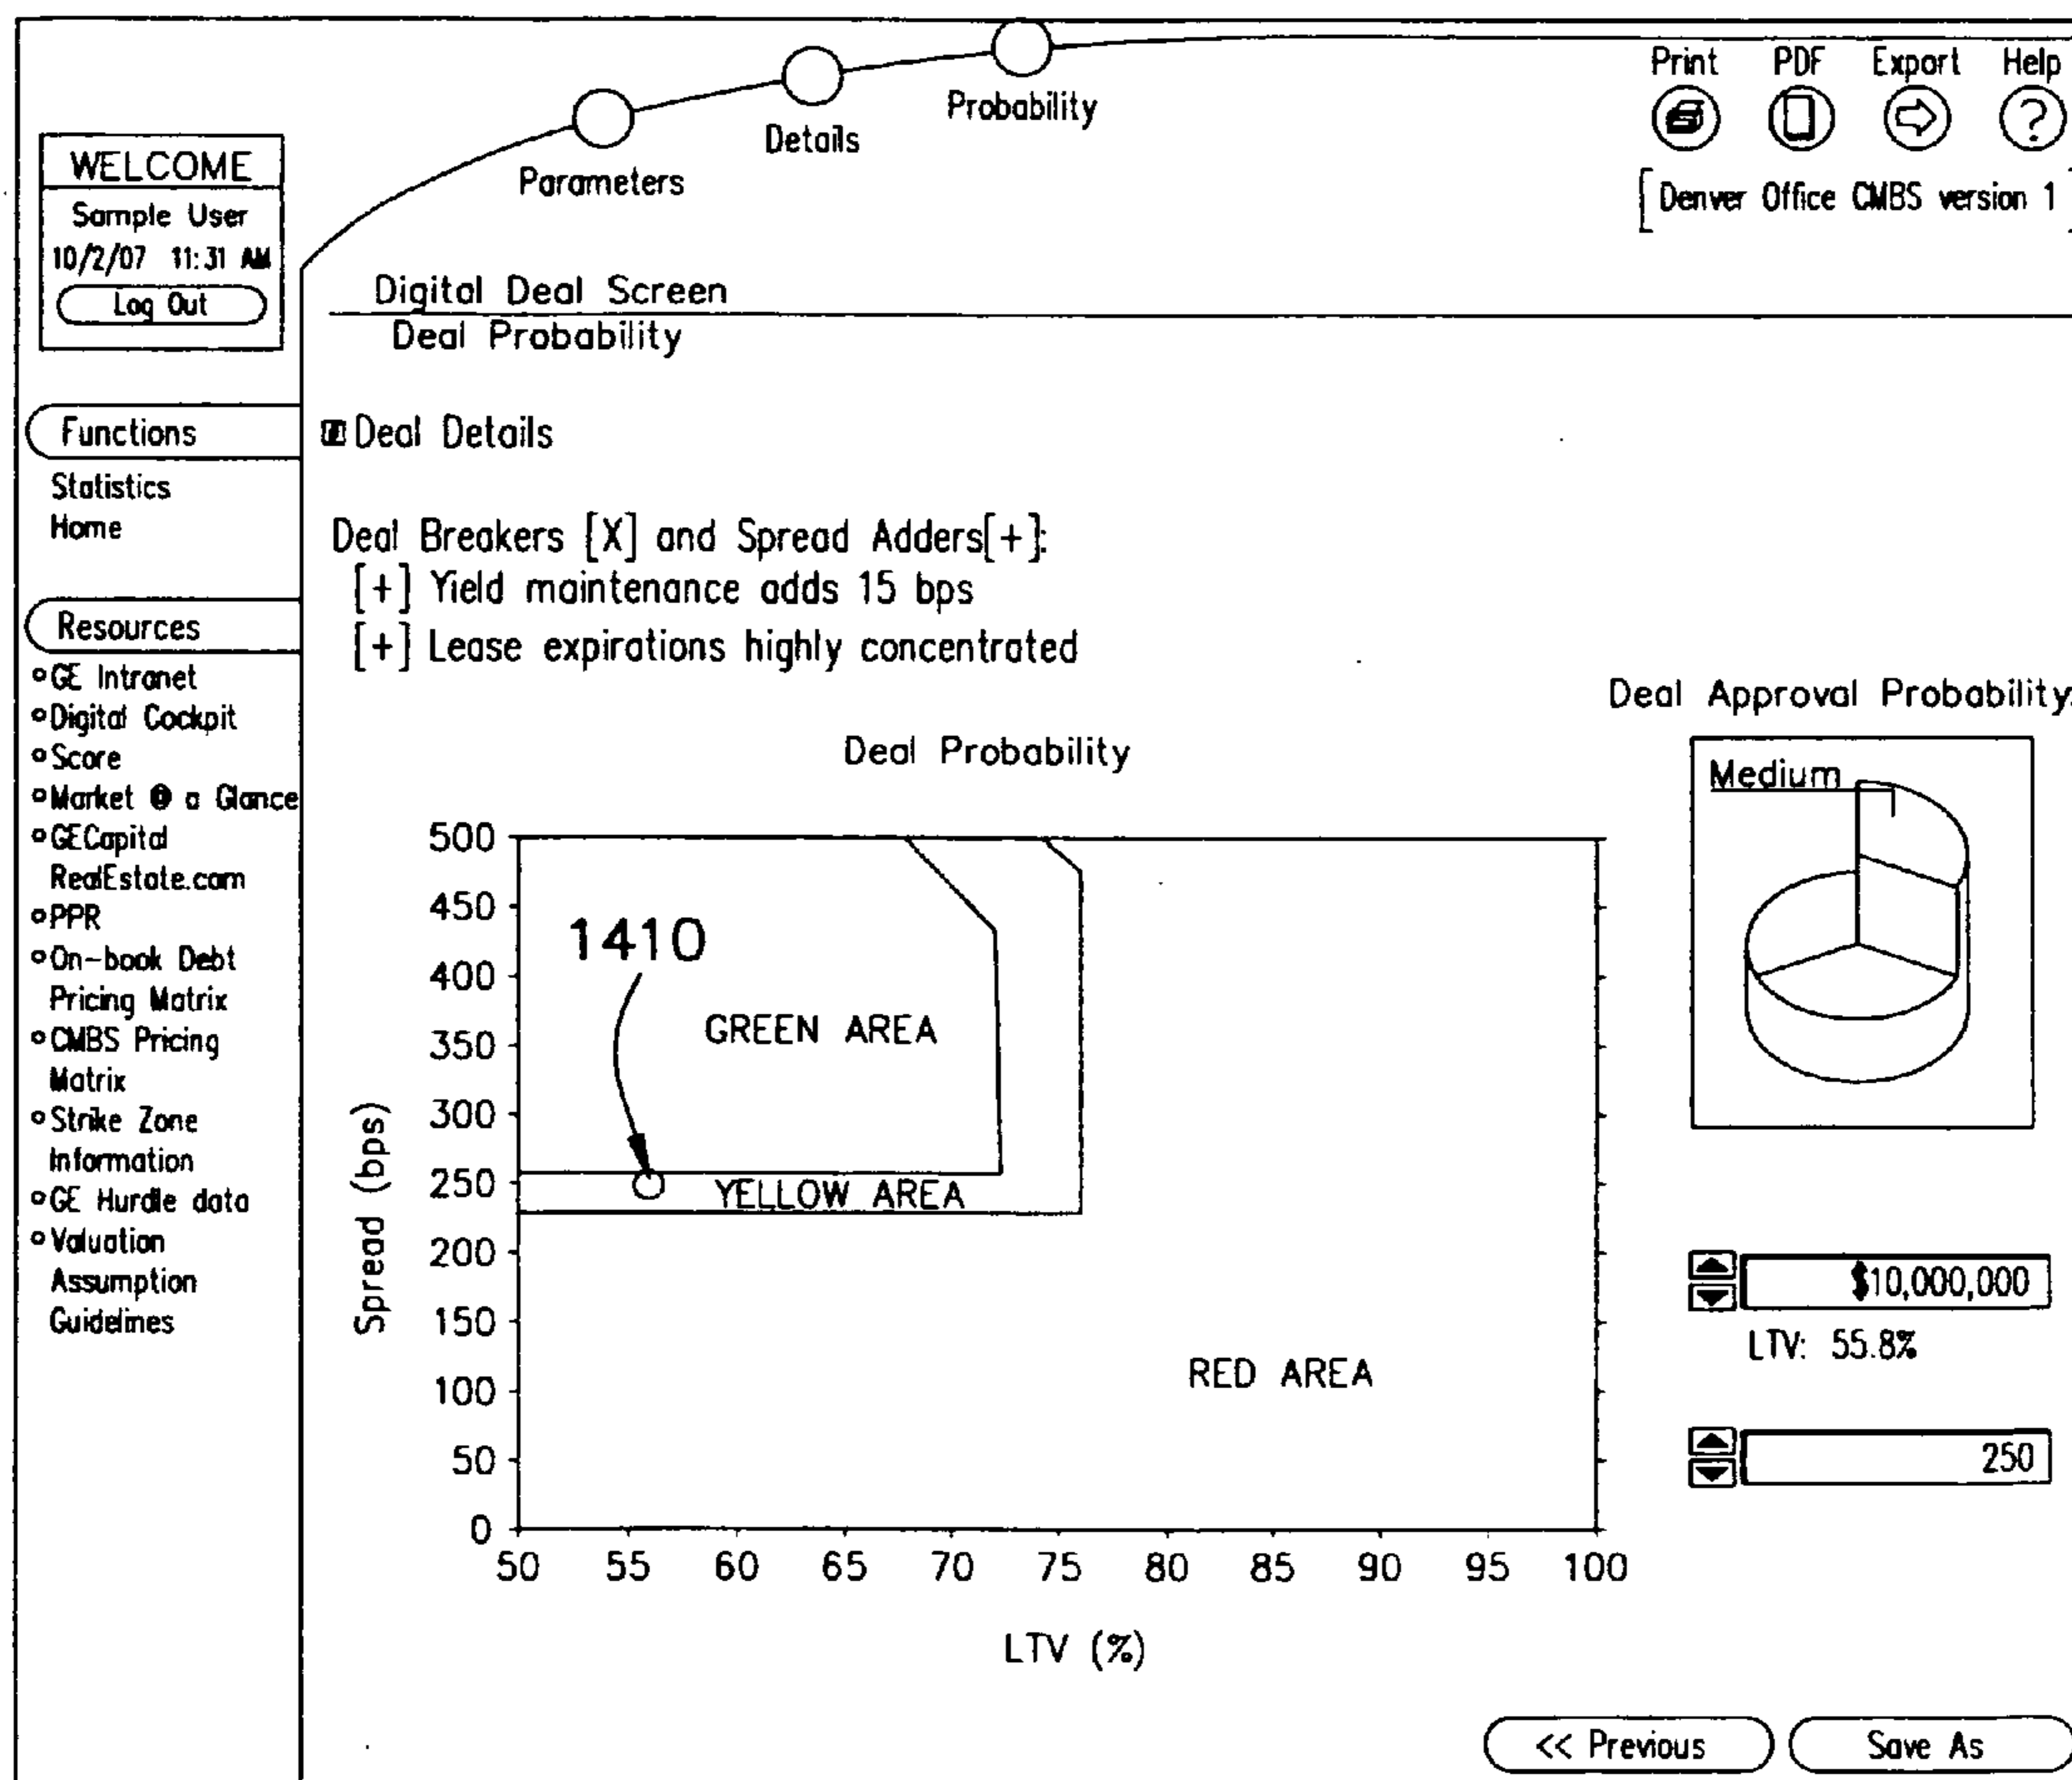 Print PDF Export Help
Probability
Details
Parameters
[Denver Office CMBS version 1]
WELCOME
Sample User
10/2/07 11:31 AM
Log Out
Digital Deal Screen
Deal Probability
Functions
Statistics
Home
Resources
GE Intranet
Digital Cockpit
Score
Market @ a Glance
GECapital
RealEstate.com
PPR
On-book Debt
Pricing Matrix
CMBS Pricing
Matrix
Strike Zone
Information
GE Hurdle data
Valuation
Assumption
Guidelines
Deal Details
Deal Breakers [X] and Spread Adders[+]:
[+] Yield maintenance adds 15 bps
[+] Lease expirations highly concentrated
Deal Probability
Spread (bps)
500
450
400
350
300
250
200
150
100
50
0
1410
GREEN AREA
YELLOW AREA
RED AREA
50 55 60 65 70 75 80 85 90 95 100
LTV (%)
Deal Approval Probability:
Medium
$10,000,000
LTV: 55.8%
250
<< Previous
Save As